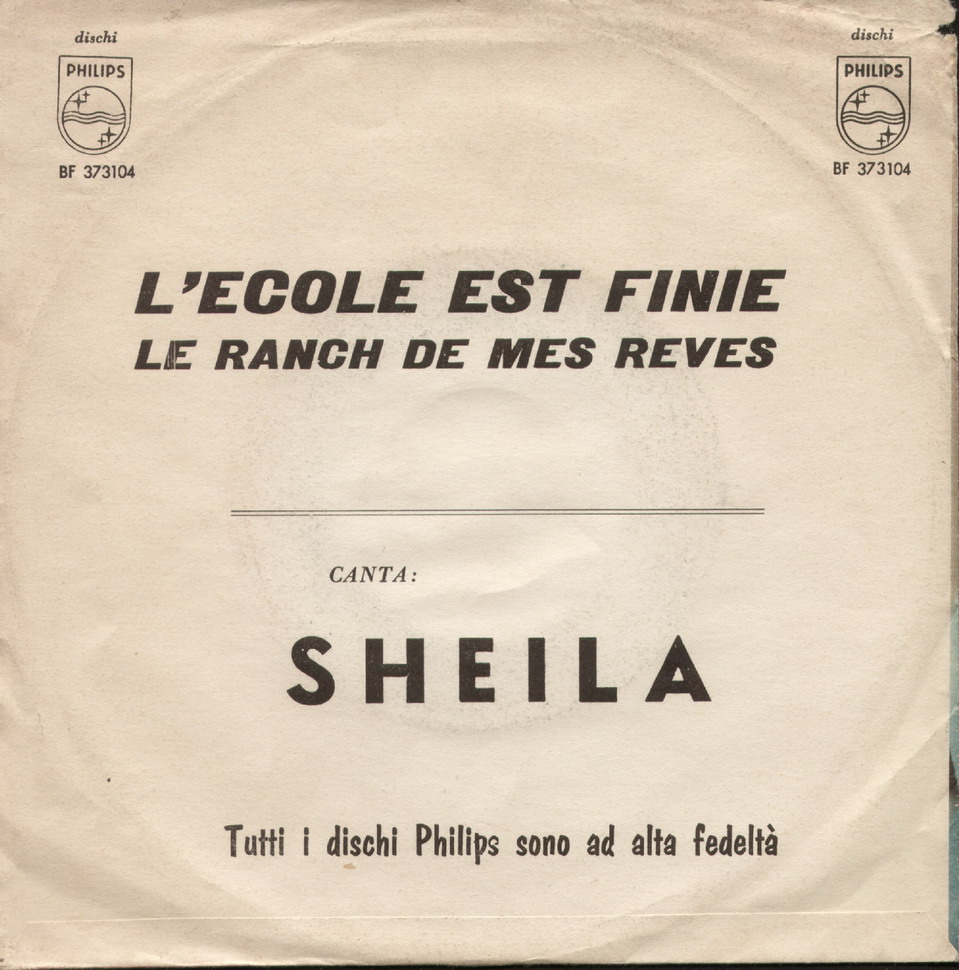 dischi
dischi
PHILIPS
PHILIPS
BF 373104
BF 373104
L'ECOLE EST FINIE
LE RANCH DE MES REVES
CANTA:
SHEILA
Tutti i dischi Philips sono ad alta fedeltà